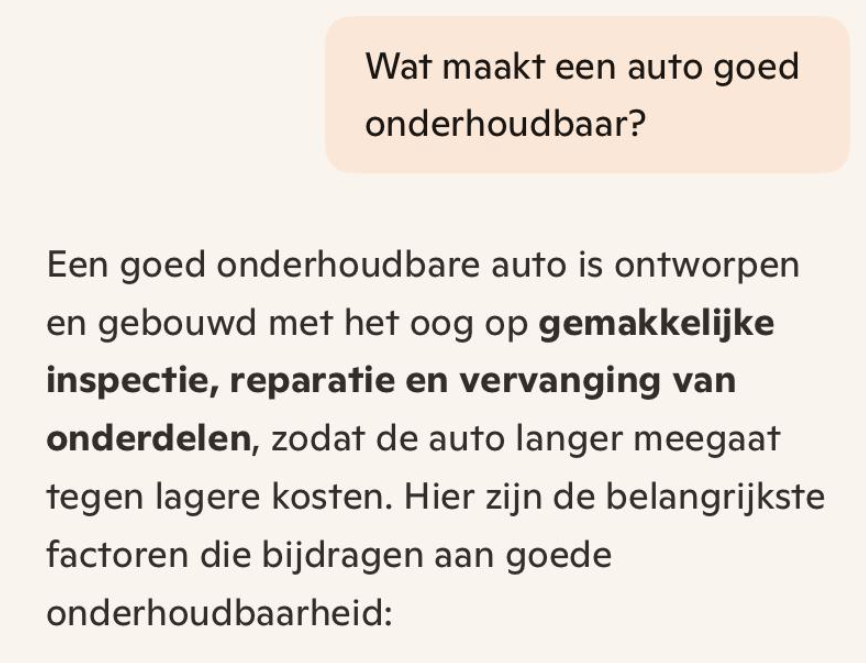 Wat maakt een auto goed
onderhoudbaar?
Een goed onderhoudbare auto is ontworpen
en gebouwd met het oog op gemakkelijke
inspectie, reparatie en vervanging van
onderdelen, zodat de auto langer meegaat
tegen lagere kosten. Hier zijn de belangrijkste
factoren die bijdragen aan goede
onderhoudbaarheid: